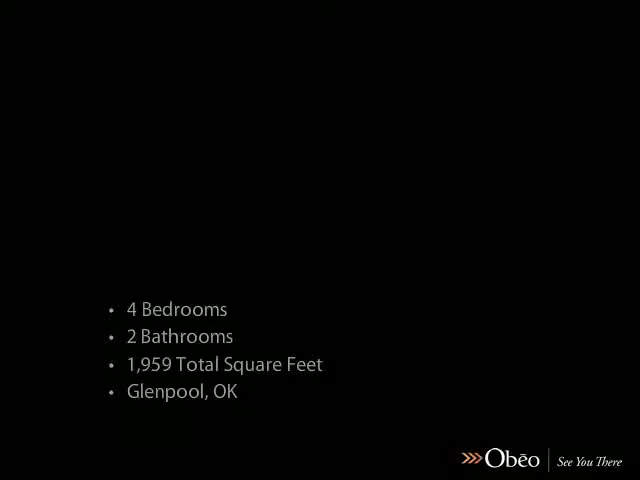 • 4 Bedrooms
• 2 Bathrooms
• 1,959 Total Square Feet
• Glenpool, OK
Obēo | See You There